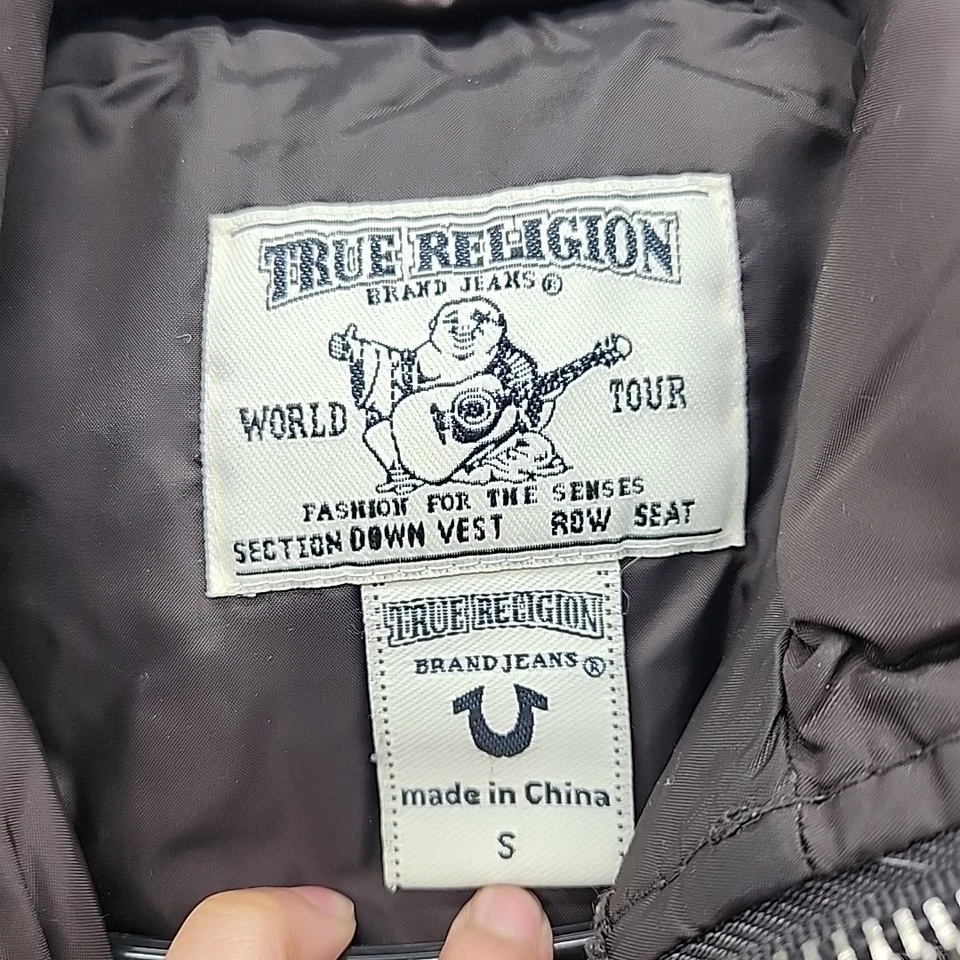 TRUE RELIGION
BRAND JEANS®
WORLD TOUR
FASHION FOR THE SENSES
SECTION DOWN VEST ROW SEAT
TRUE RELIGION
BRAND JEANS®
made in China
S